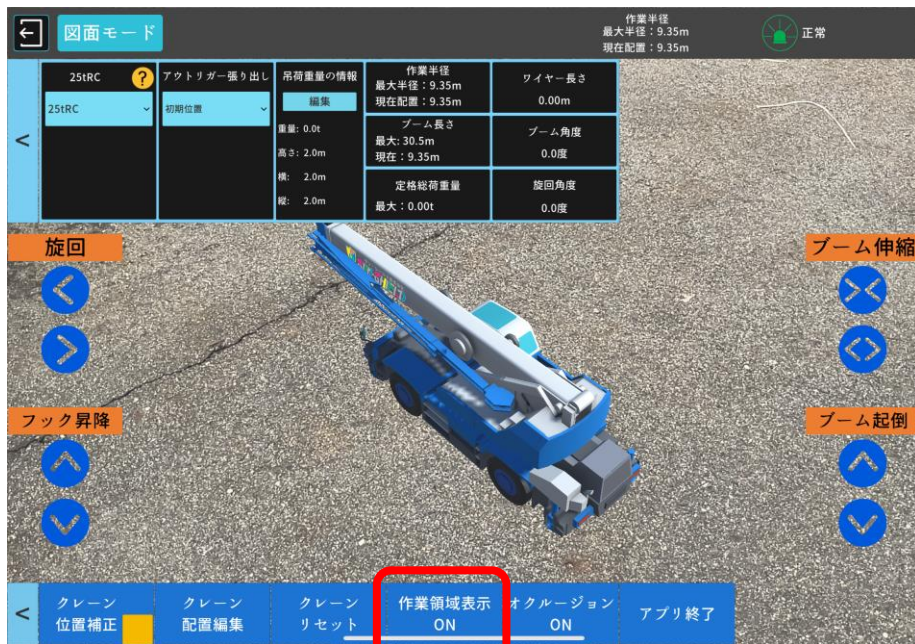 図面モード
作業半径
最大半径：9.35m
現在配置：9.35m
正常
<
25tRC
?
25tRC
アウトリガー張り出し
初期位置
吊荷重量の情報
編集
重量: 0.0t
高さ: 2.0m
横: 2.0m
縦: 2.0m
作業半径
最大半径：9.35m
現在配置：9.35m
ブーム長さ
最大: 30.5m
現在：9.35m
定格総荷重量
最大：0.00t
ワイヤー長さ
0.00m
ブーム角度
0.0度
旋回角度
0.0度
旋回
ブーム伸縮
フック昇降
ブーム起倒
<
クレーン
位置補正
クレーン
配置編集
クレーン
リセット
作業領域表示
ON
オクルージョン
ON
アプリ終了